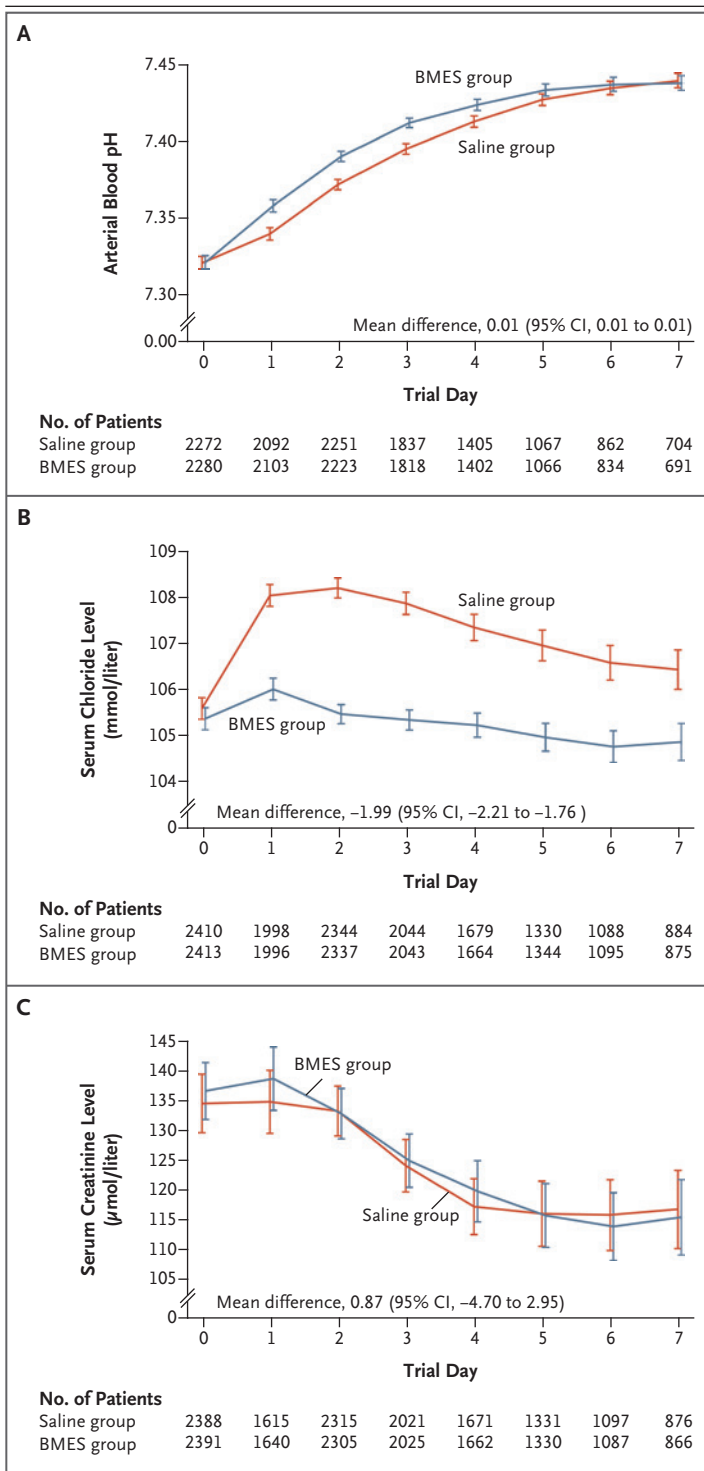 A
7.45
7.40
7.35
7.30
0.00
Arterial Blood pH
BMES group
Saline group
Mean difference, 0.01 (95% CI, 0.01 to 0.01)
0 1 2 3 4 5 6 7
Trial Day
No. of Patients
Saline group 2272 2092 2251 1837 1405 1067 862 704
BMES group 2280 2103 2223 1818 1402 1066 834 691
B
109
108
107
106
105
104
0
Serum Chloride Level
(mmol/liter)
Saline group
BMES group
Mean difference, −1.99 (95% CI, −2.21 to −1.76 )
0 1 2 3 4 5 6 7
Trial Day
No. of Patients
Saline group 2410 1998 2344 2044 1679 1330 1088 884
BMES group 2413 1996 2337 2043 1664 1344 1095 875
C
145
140
135
130
125
120
115
110
105
0
Serum Creatinine Level
(µmol/liter)
BMES group
Saline group
Mean difference, 0.87 (95% CI, −4.70 to 2.95)
0 1 2 3 4 5 6 7
Trial Day
No. of Patients
Saline group 2388 1615 2315 2021 1671 1331 1097 876
BMES group 2391 1640 2305 2025 1662 1330 1087 866